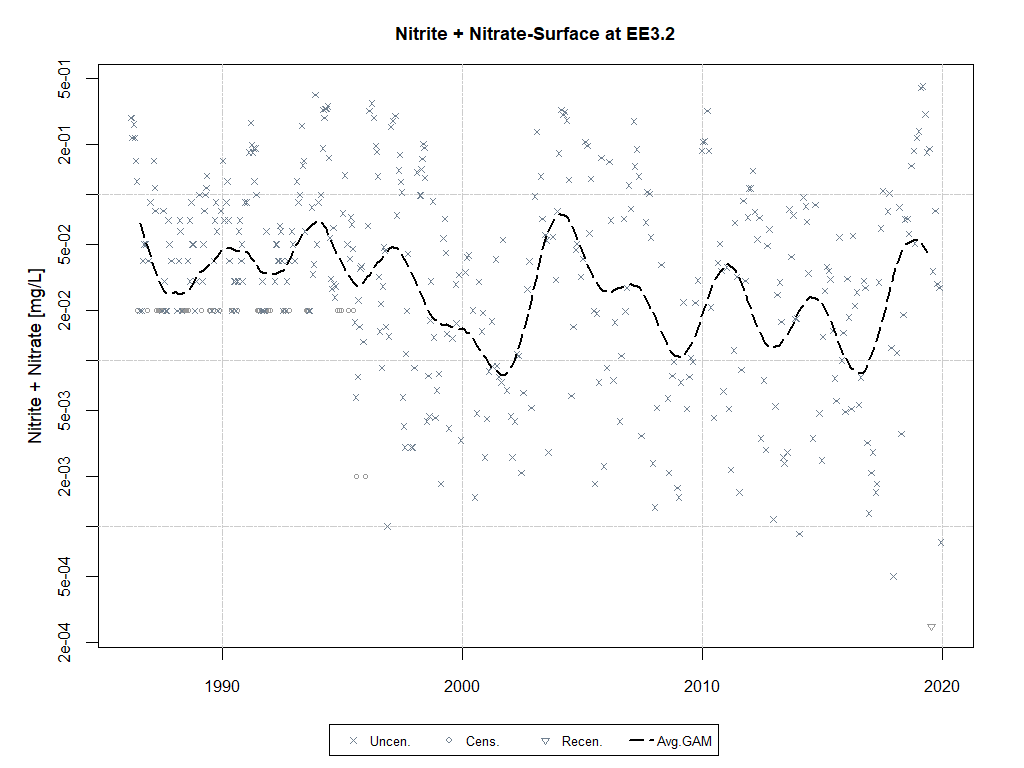 Nitrite + Nitrate-Surface at EE3.2
Nitrite + Nitrate [mg/L]
5e-01
2e-01
5e-02
2e-02
5e-03
2e-03
5e-04
2e-04
1990 2000 2010 2020
Uncen. Cens. Recen. Avg.GAM